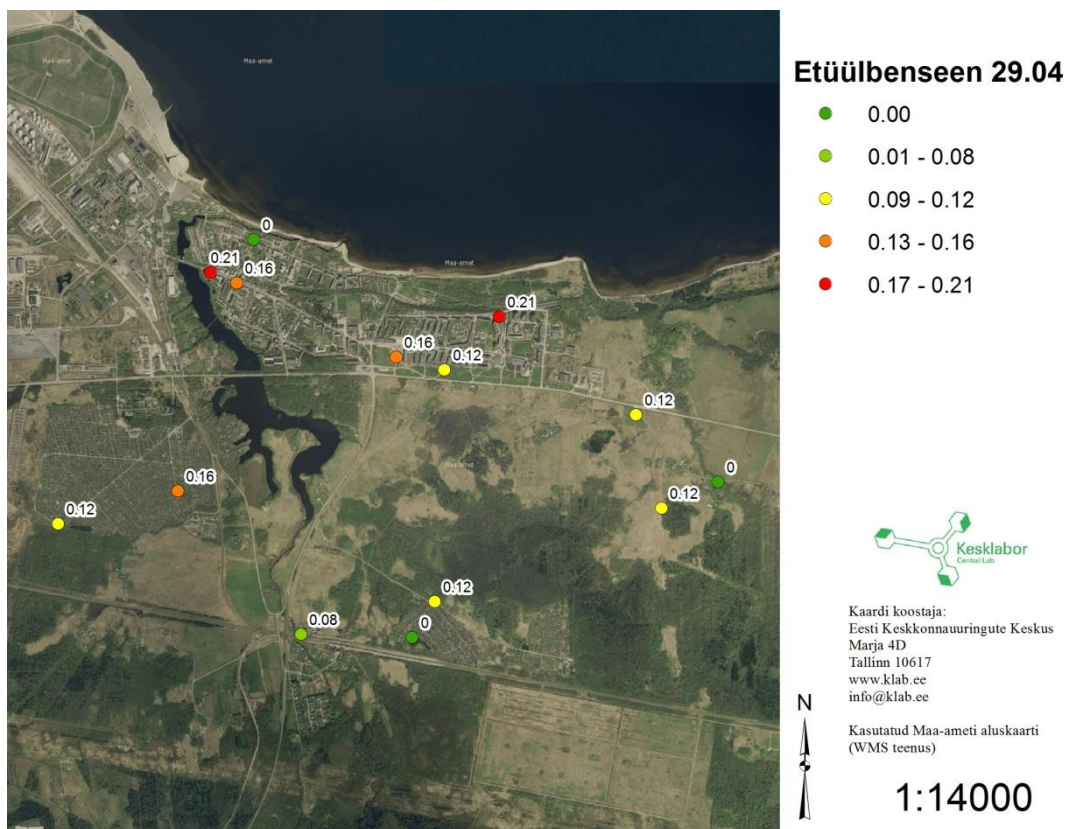 Maa-amet
Maa-amet
0
0.21
0.16
Maa-amet
0.21
0.16
0.12
0.12
Maa-amet
0
0.12
0.16
0.12
0.12
0.08
0
Etüülbenseen 29.04
0.00
0.01 - 0.08
0.09 - 0.12
0.13 - 0.16
0.17 - 0.21
Kesklabor
Central Lab
Kaardi koostaja:
Eesti Keskkonnauuringute Keskus
Marja 4D
Tallinn 10617
www.klab.ee
info@klab.ee
N
Kasutatud Maa-ameti aluskaarti
(WMS teenus)
1:14000